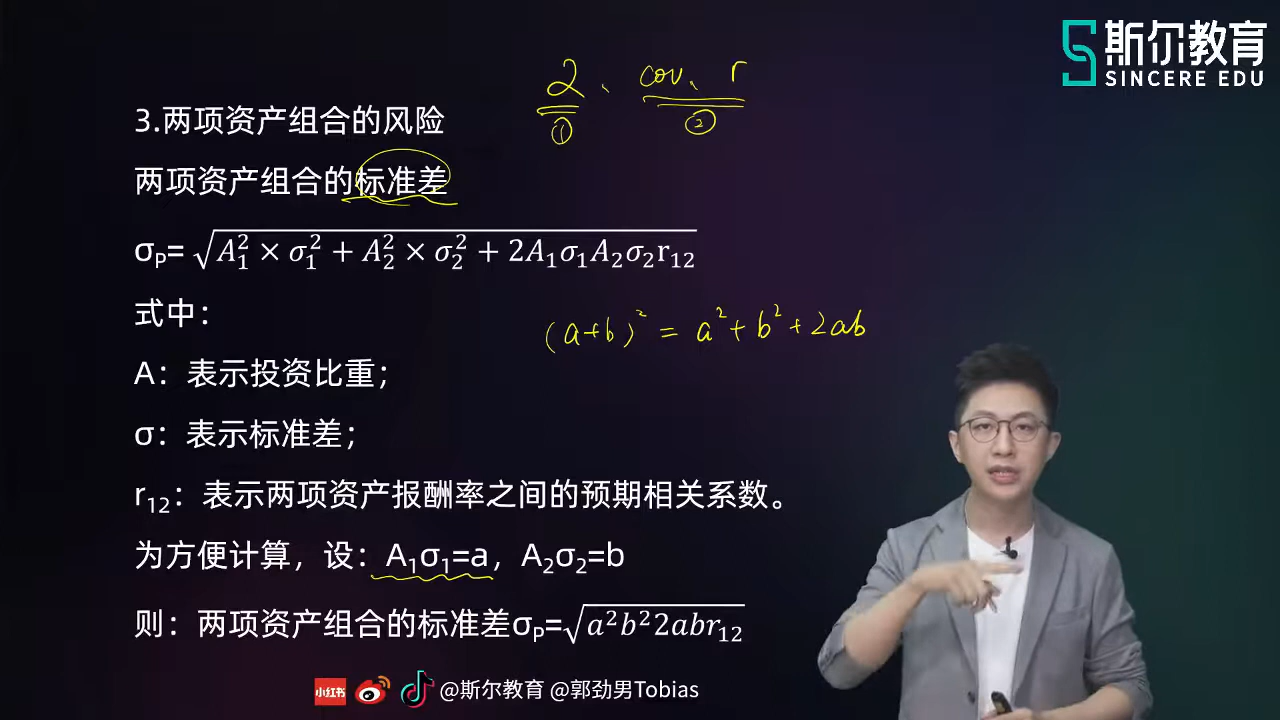 斯尔教育
SINCERE EDU
2、cov、r
① ②
3.两项资产组合的风险
两项资产组合的标准差
σP=√A₁²×σ₁²+A₂²×σ₂²+2A₁σ₁A₂σ₂r₁₂
式中：
(a+b)²=a²+b²+2ab
A：表示投资比重；
σ：表示标准差；
r₁₂：表示两项资产报酬率之间的预期相关系数。
为方便计算，设：A₁σ₁=a，A₂σ₂=b
则：两项资产组合的标准差σP=√a²b²2abr₁₂
小红书 @斯尔教育 @郭劲男Tobias